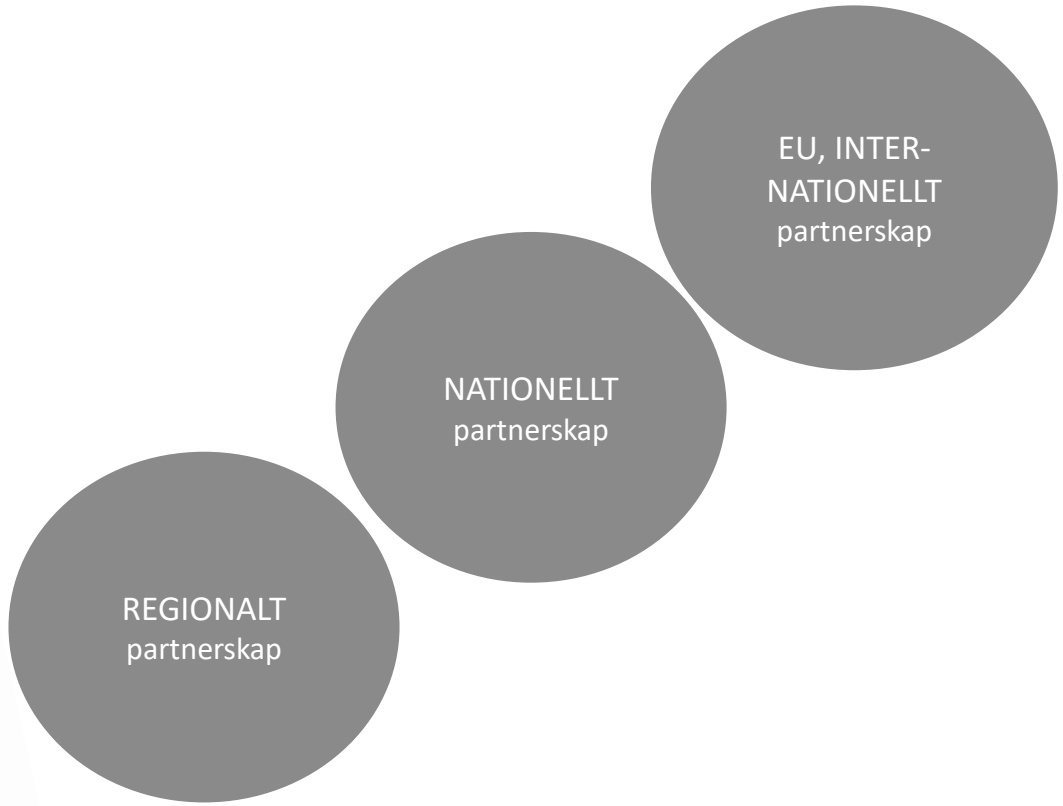 EU, INTER-
NATIONELLT
partnerskap
NATIONELLT
partnerskap
REGIONALT
partnerskap